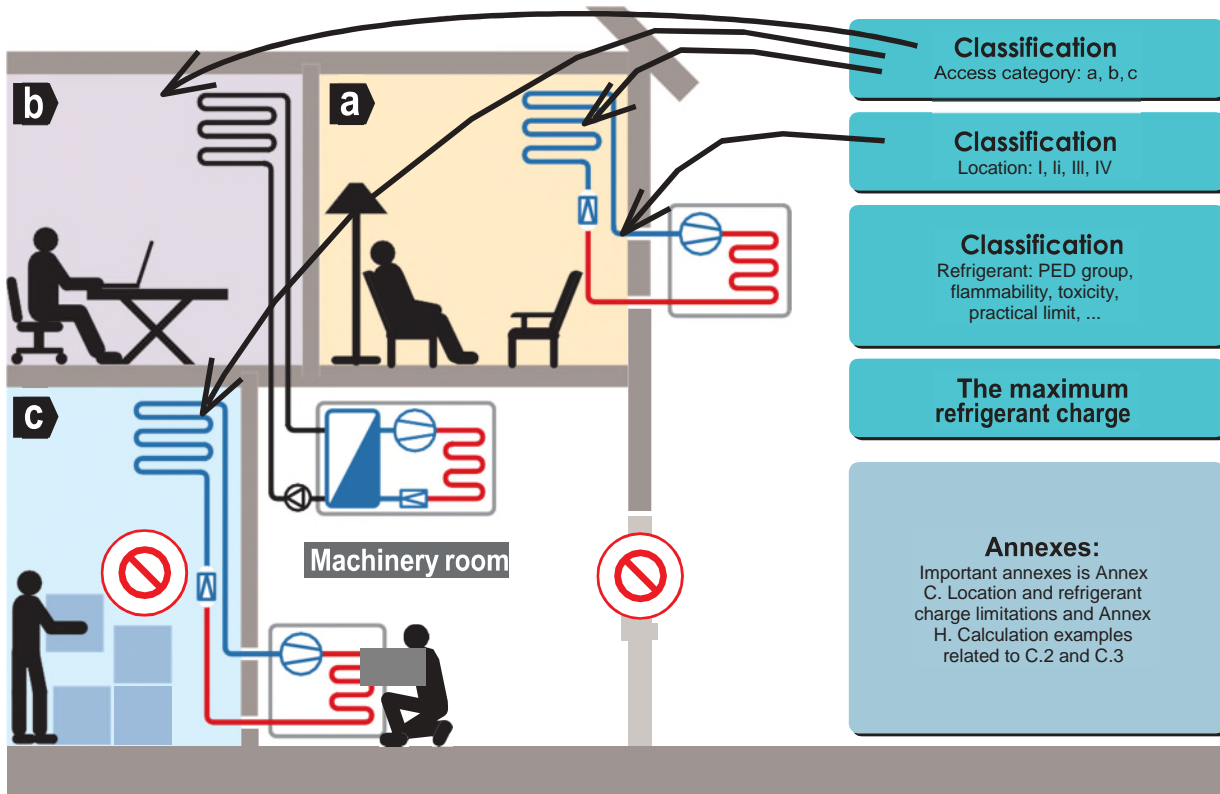 b
a
c
Machinery room
Classification
Access category: a, b, c
Classification
Location: I, Ii, III, IV
Classification
Refrigerant: PED group,
flammability, toxicity,
practical limit, ...
The maximum
refrigerant charge
Annexes:
Important annexes is Annex
C. Location and refrigerant
charge limitations and Annex
H. Calculation examples
related to C.2 and C.3